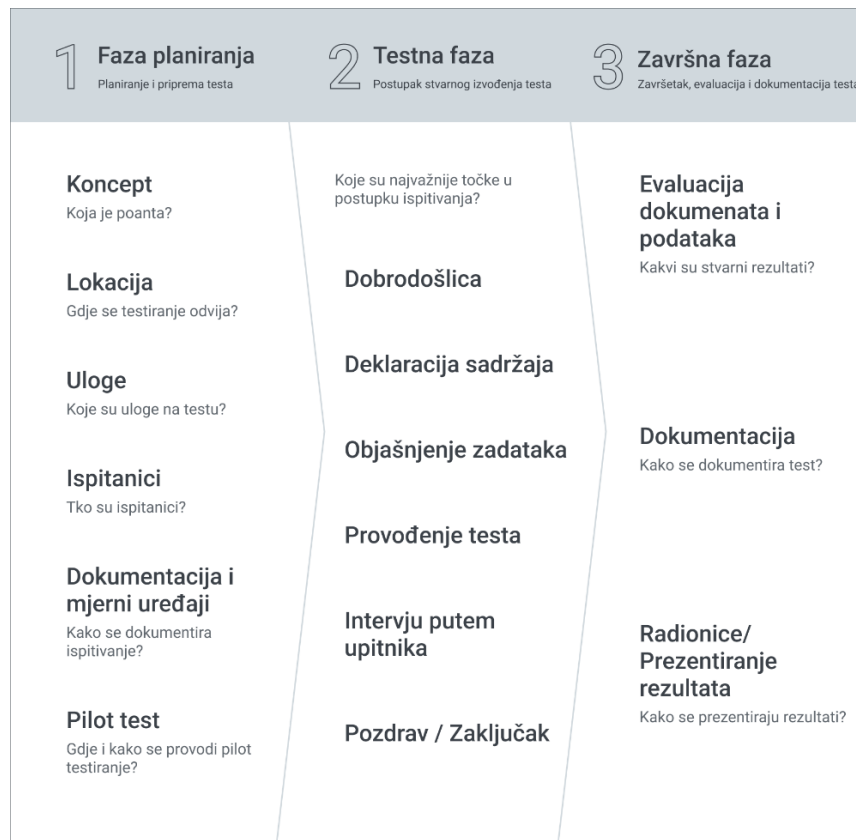 1 Faza planiranja
Planiranje i priprema testa
2 Testna faza
Postupak stvarnog izvođenja testa
3 Završna faza
Završetak, evaluacija i dokumentacija testa
Koncept
Koja je poanta?
Lokacija
Gdje se testiranje odvija?
Uloge
Koje su uloge na testu?
Ispitanici
Tko su ispitanici?
Dokumentacija i
mjerni uređaji
Kako se dokumentira
ispitivanje?
Pilot test
Gdje i kako se provodi pilot
testiranje?
Koje su najvažnije točke u
postupku ispitivanja?
Dobrodošlica
Deklaracija sadržaja
Objašnjenje zadataka
Provođenje testa
Intervju putem
upitnika
Pozdrav / Zaključak
Evaluacija
dokumenata i
podataka
Kakvi su stvarni rezultati?
Dokumentacija
Kako se dokumentira test?
Radionice/
Prezentiranje
rezultata
Kako se prezentiraju rezultati?